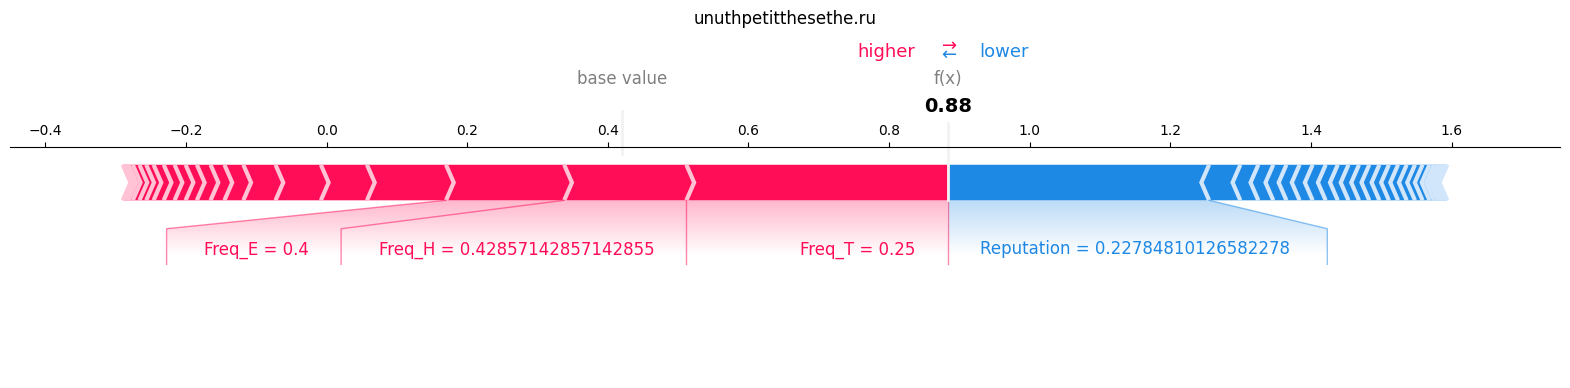 unuthpetitthesethe.ru
higher ⇄ lower
base value f(x)
0.88
−0.4 −0.2 0.0 0.2 0.4 0.6 0.8 1.0 1.2 1.4 1.6
Freq_E = 0.4 Freq_H = 0.42857142857142855 Freq_T = 0.25 Reputation = 0.22784810126582278